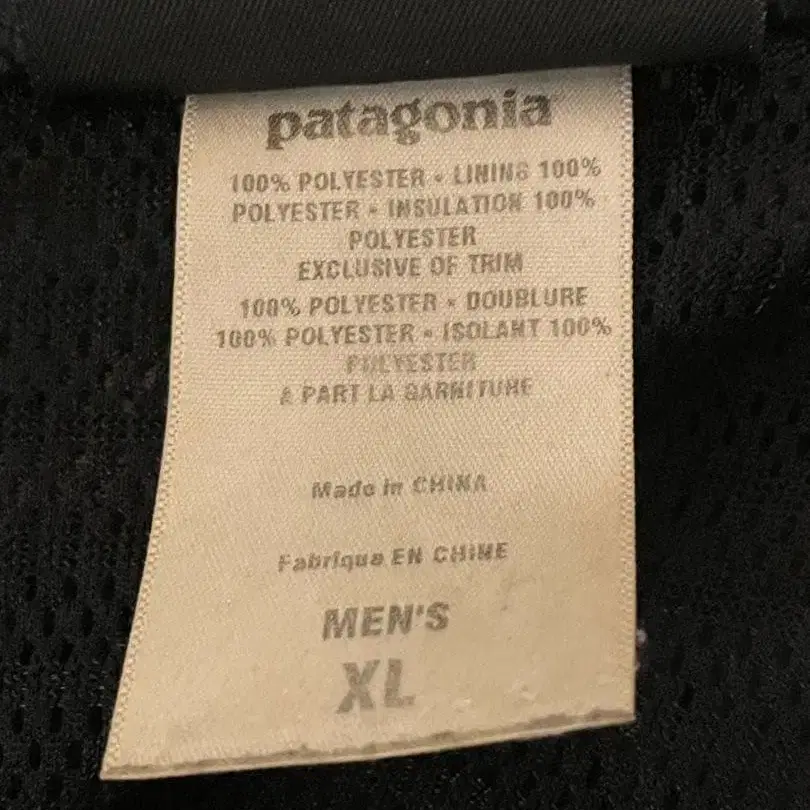 patagonia
100% POLYESTER • LINING 100%
POLYESTER • INSULATION 100%
POLYESTER
EXCLUSIVE OF TRIM
100% POLYESTER • DOUBLURE
100% POLYESTER • ISOLANT 100%
POLYESTER
A PART LA GARNITURE
Made in CHINA
Fabrique EN CHINE
MEN'S
XL